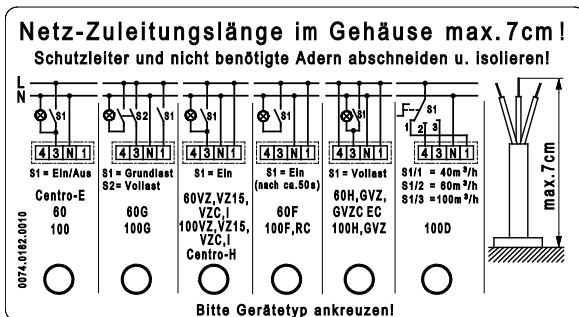 Netz-Zuleitungslänge im Gehäuse max.7cm!
Schutzleiter und nicht benötigte Adern abschneiden u. isolieren!
L
N
S1
4 3 N 1
S1 = Ein/Aus
Centro-E
60
100
S2 S1
4 3 N 1
S1 = Grundlast
S2= Vollast
60G
100G
S1
4 3 N 1
S1 = Ein
60VZ,VZ15,
VZC,I
100VZ,VZ15,
VZC,I
Centro-H
S1
4 3 N 1
S1 = Ein
(nach ca.50s)
60F
100F,RC
S1
4 3 N 1
S1 = Vollast
60H,GVZ,
GVZC EC
100H,GVZ
S1
1 2 3
4 3 N 1
S1/1 = 40m³/h
S1/2 = 60m³/h
S1/3 =100m³/h
100D
max.7cm
0074.0162.0010
Bitte Gerätetyp ankreuzen!